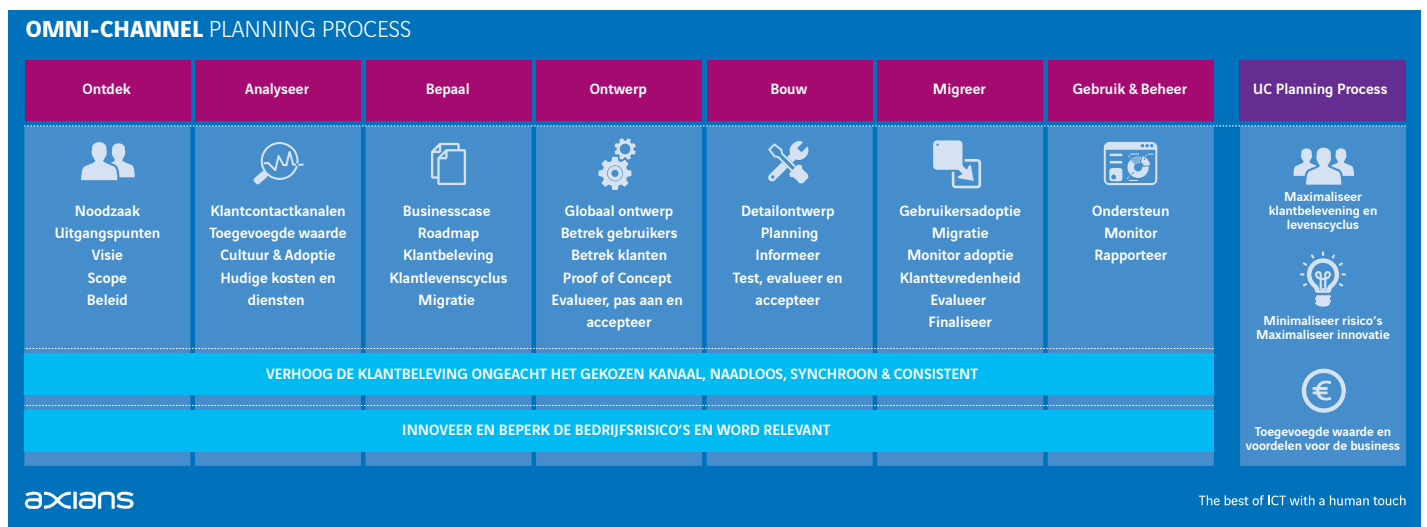 OMNI-CHANNEL PLANNING PROCESS
Ontdek
Analyseer
Bepaal
Ontwerp
Bouw
Migreer
Gebruik & Beheer
UC Planning Process
Noodzaak
Uitgangspunten
Visie
Scope
Beleid
Klantcontactkanalen
Toegevoegde waarde
Cultuur & Adoptie
Hudige kosten en
diensten
Businesscase
Roadmap
Klantbeleving
Klantlevenscyclus
Migratie
Globaal ontwerp
Betrek gebruikers
Betrek klanten
Proof of Concept
Evalueer, pas aan en
accepteer
Detailontwerp
Planning
Informeer
Test, evalueer en
accepteer
Gebruikersadoptie
Migratie
Monitor adoptie
Klanttevredenheid
Evalueer
Finaliseer
Ondersteun
Monitor
Rapporteer
Maximaliseer
klantbelevening en
levenscyclus
Minimaliseer risico's
Maximaliseer innovatie
€
Toegevoegde waarde en
voordelen voor de business
VERHOOG DE KLANTBELEVING ONGEACHT HET GEKOZEN KANAAL, NAADLOOS, SYNCHROON & CONSISTENT
INNOVEER EN BEPERK DE BEDRIJFSRISICO'S EN WORD RELEVANT
axians
The best of ICT with a human touch